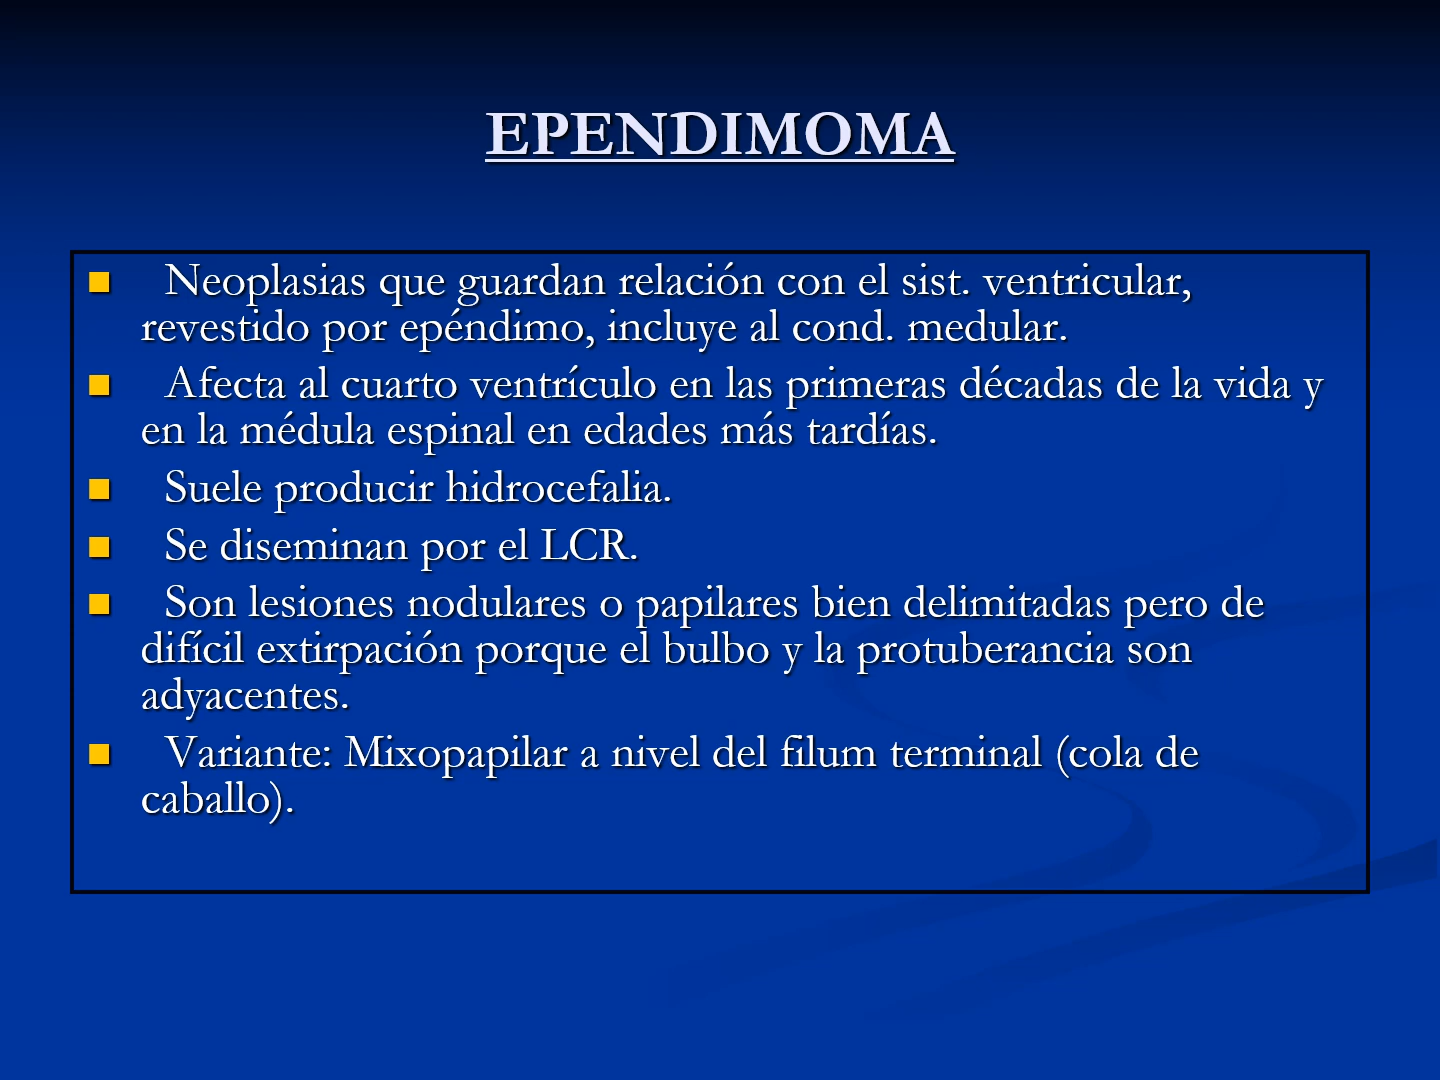 EPENDIMOMA
Neoplasias que guardan relación con el sist. ventricular,
revestido por epéndimo, incluye al cond. medular.
Afecta al cuarto ventrículo en las primeras décadas de la vida y
en la médula espinal en edades más tardías.
Suele producir hidrocefalia.
Se diseminan por el LCR.
Son lesiones nodulares o papilares bien delimitadas pero de
difícil extirpación porque el bulbo y la protuberancia son
adyacentes.
Variante: Mixopapilar a nivel del filum terminal (cola de
caballo).